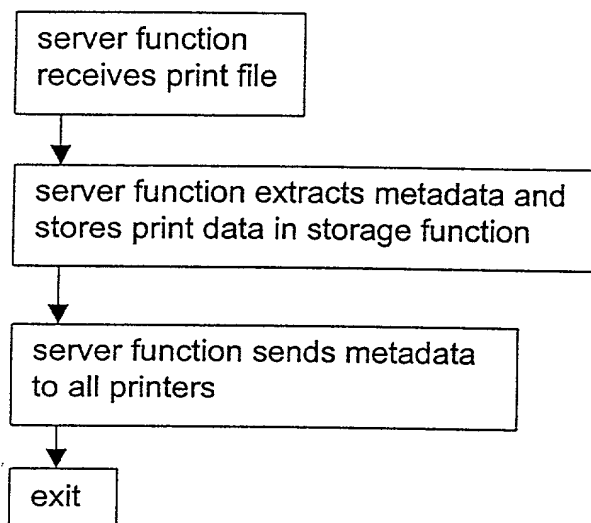 server function
receives print file
server function extracts metadata and
stores print data in storage function
server function sends metadata
to all printers
exit